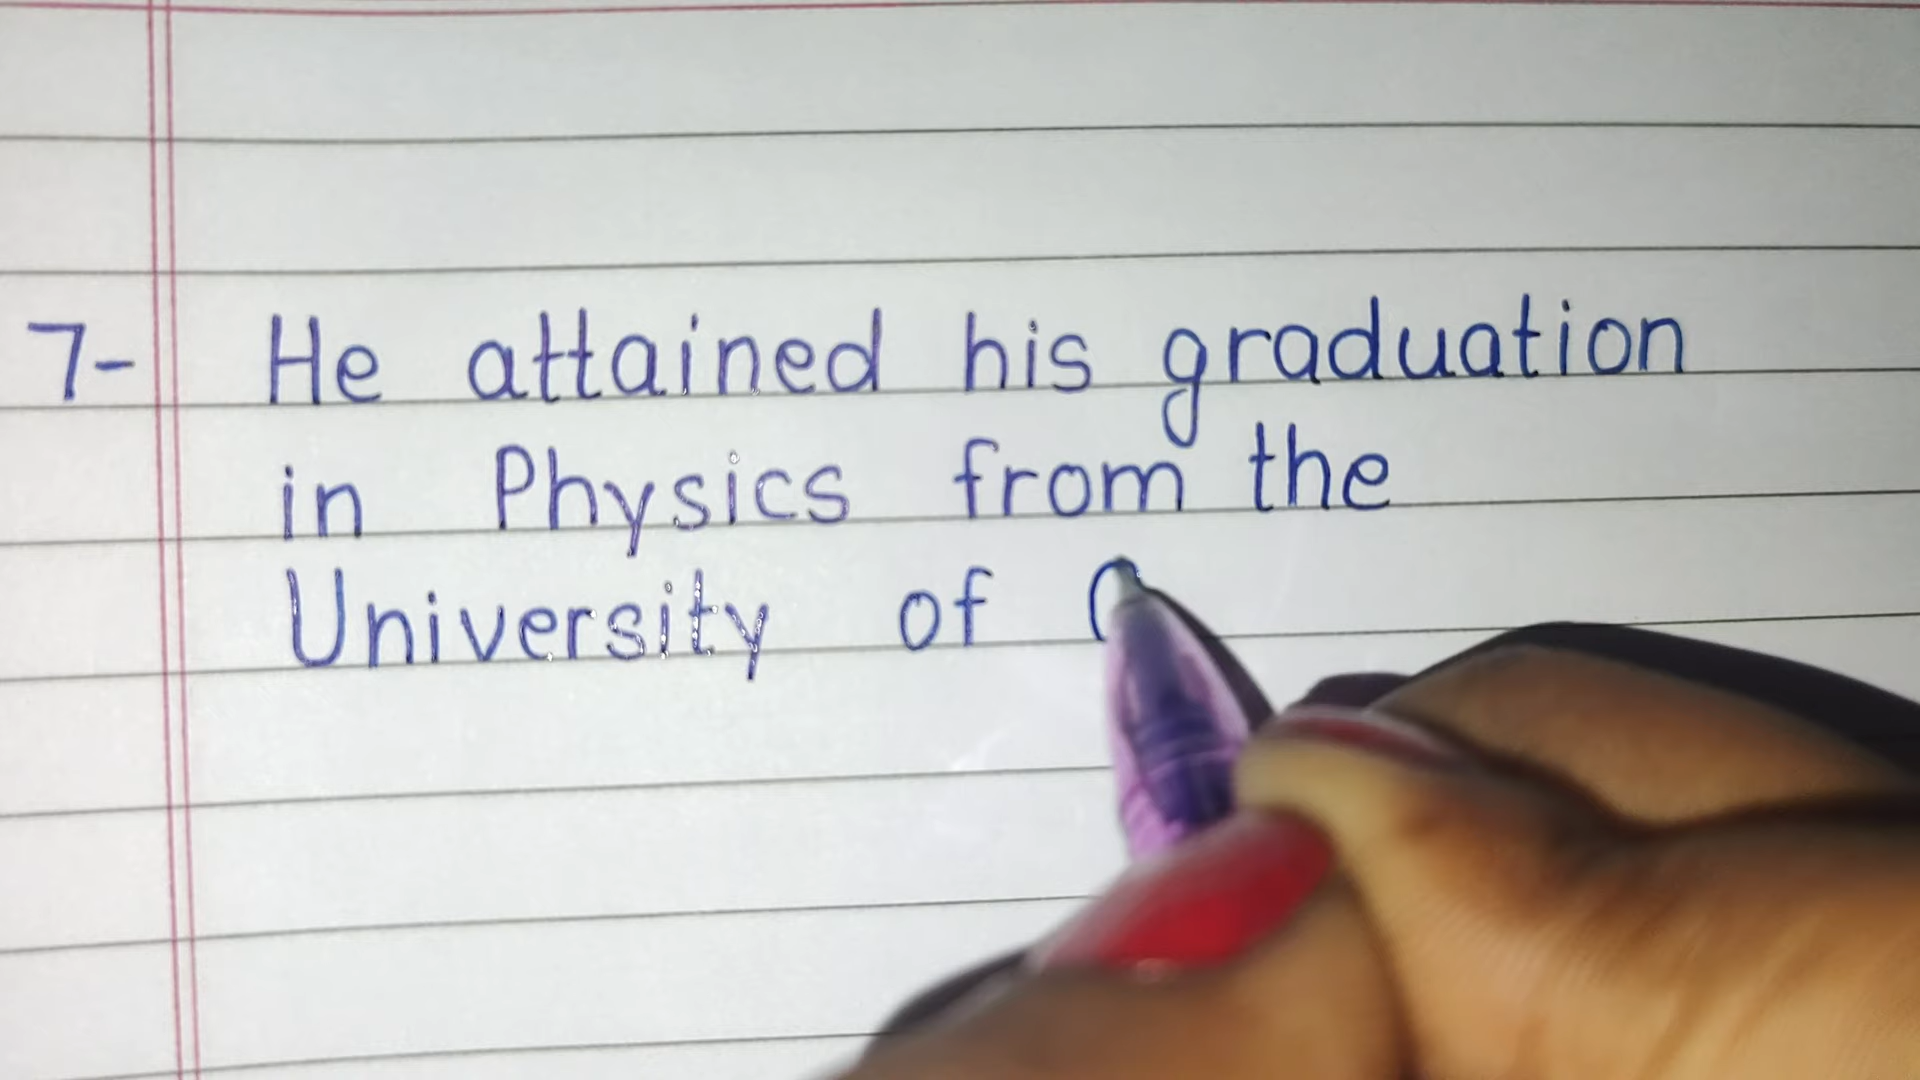 7- He attained his graduation
in Physics from the
University of